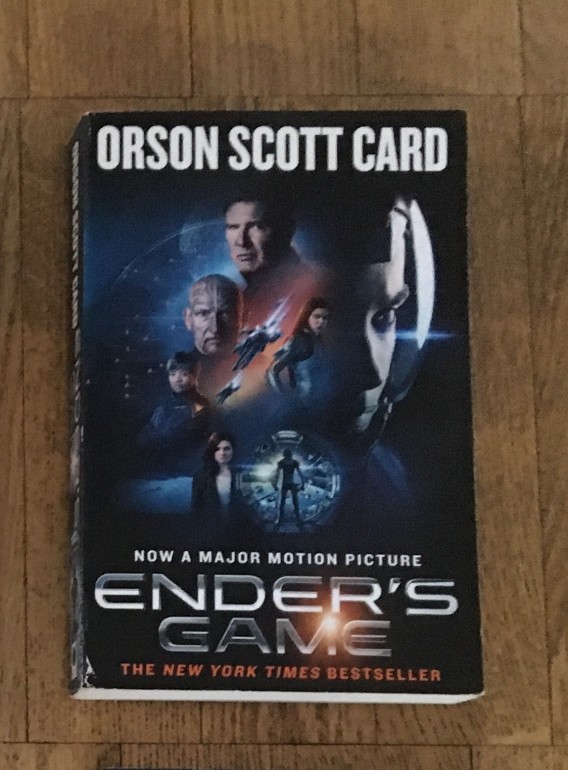 ORSON SCOTT CARD
NOW A MAJOR MOTION PICTURE
ENDER'S
GAME
THE NEW YORK TIMES BESTSELLER